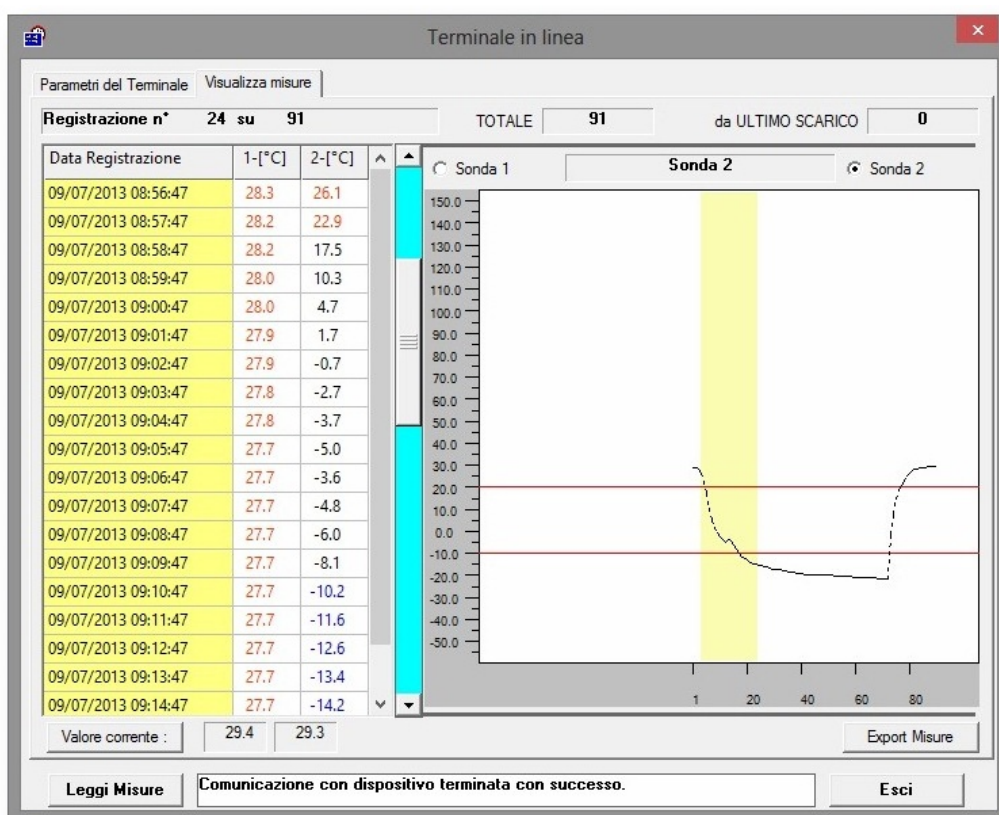 Terminale in linea
Parametri del Terminale Visualizza misure
Registrazione n° 24 su 91 TOTALE 91 da ULTIMO SCARICO 0
Data Registrazione 1-[°C] 2-[°C]
Sonda 1 Sonda 2 Sonda 2
09/07/2013 08:56:47 28.3 26.1
09/07/2013 08:57:47 28.2 22.9
09/07/2013 08:58:47 28.2 17.5
09/07/2013 08:59:47 28.0 10.3
09/07/2013 09:00:47 28.0 4.7
09/07/2013 09:01:47 27.9 1.7
09/07/2013 09:02:47 27.9 -0.7
09/07/2013 09:03:47 27.8 -2.7
09/07/2013 09:04:47 27.8 -3.7
09/07/2013 09:05:47 27.7 -5.0
09/07/2013 09:06:47 27.7 -3.6
09/07/2013 09:07:47 27.7 -4.8
09/07/2013 09:08:47 27.7 -6.0
09/07/2013 09:09:47 27.7 -8.1
09/07/2013 09:10:47 27.7 -10.2
09/07/2013 09:11:47 27.7 -11.6
09/07/2013 09:12:47 27.7 -12.6
09/07/2013 09:13:47 27.7 -13.4
09/07/2013 09:14:47 27.7 -14.2
150.0
140.0
130.0
120.0
110.0
100.0
90.0
80.0
70.0
60.0
50.0
40.0
30.0
20.0
10.0
0.0
-10.0
-20.0
-30.0
-40.0
-50.0
1 20 40 60 80
Valore corrente : 29.4 29.3 Export Misure
Leggi Misure Comunicazione con dispositivo terminata con successo. Esci